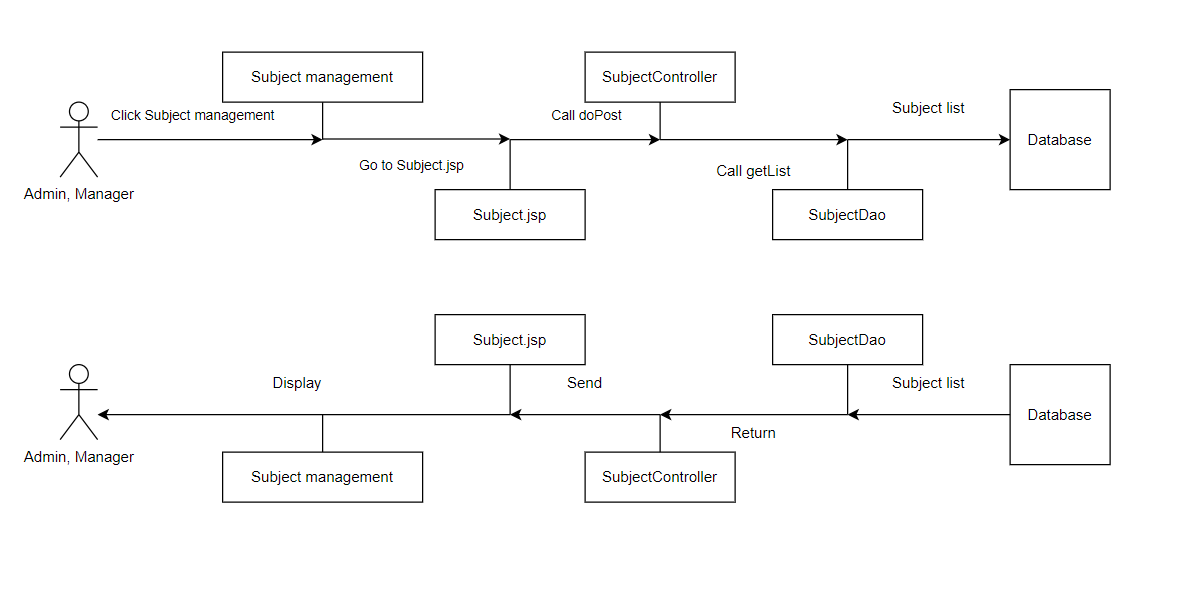 Subject management
SubjectController
Click Subject management
Call doPost
Subject list
Database
Go to Subject.jsp
Call getList
Admin, Manager
Subject.jsp
SubjectDao
Subject.jsp
SubjectDao
Display
Send
Subject list
Database
Return
Admin, Manager
Subject management
SubjectController